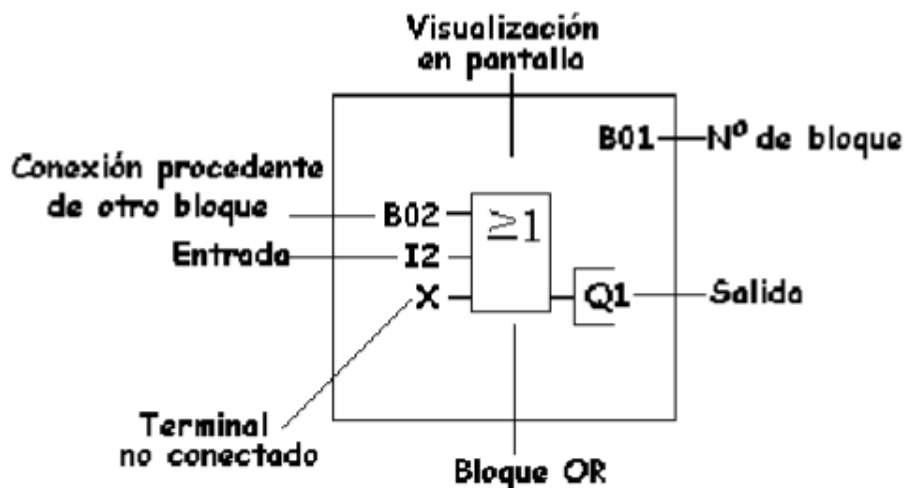 Visualización
en pantalla
B01
Nº de bloque
Conexión procedente
de otro bloque
B02
≥1
Entrada
I2
X
Q1
Salida
Terminal
no conectado
Bloque OR